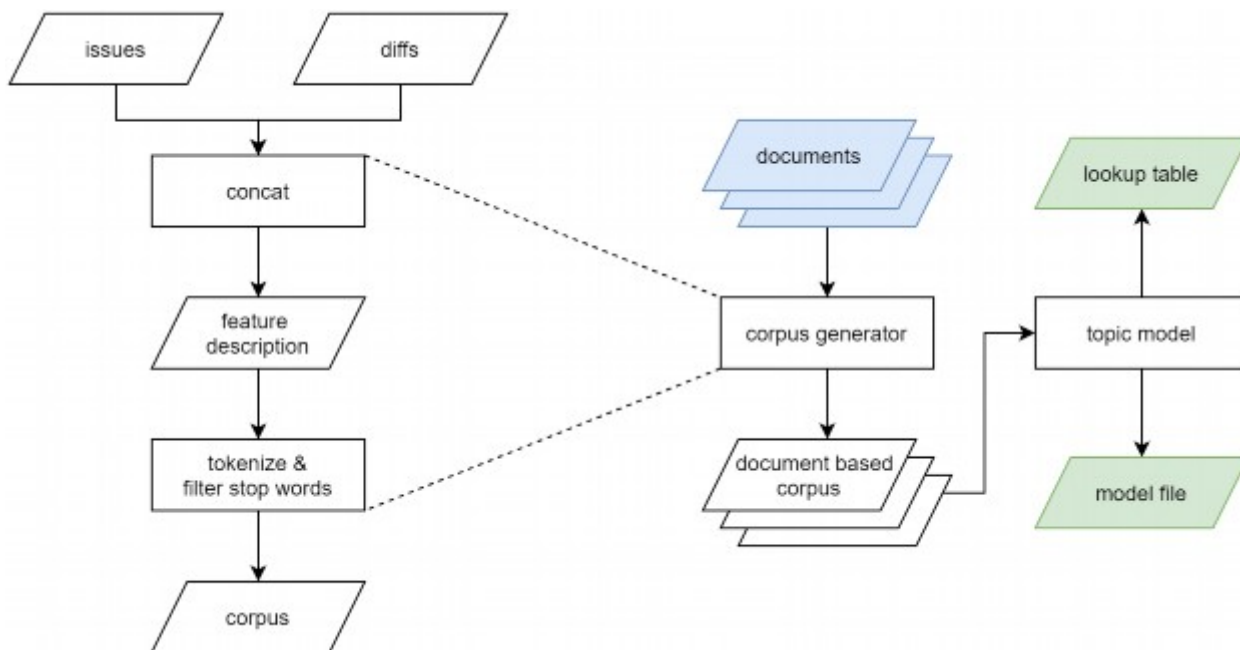 issues
diffs
concat
feature
description
tokenize &
filter stop words
corpus
documents
corpus generator
document based
corpus
lookup table
topic model
model file